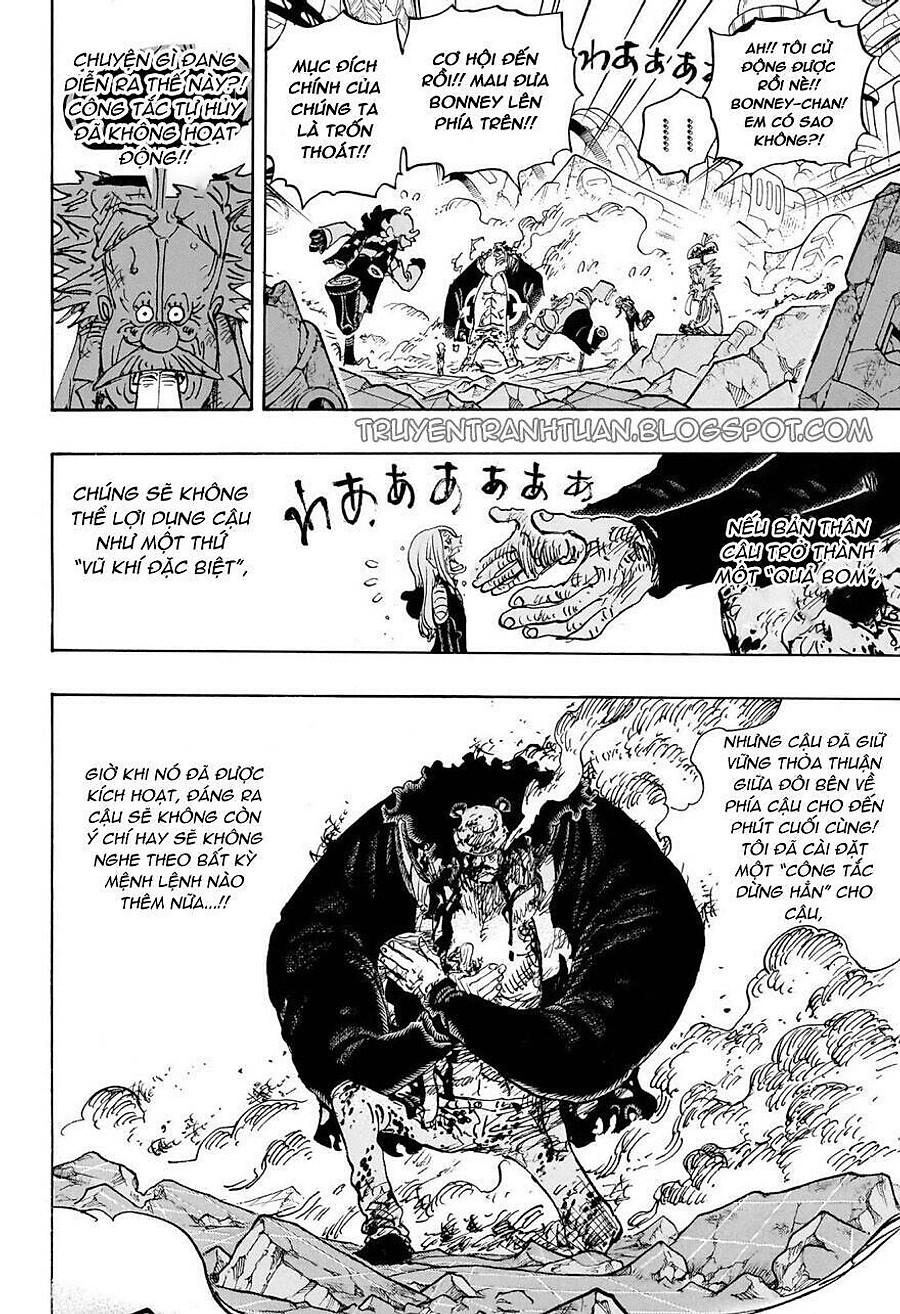 AH!! TÔI CỬ
ĐỘNG ĐƯỢC
RỒI NÈ!!
BONNEY-CHAN!
EM CÓ SAO
KHÔNG?!
わあぁぁぁ
CƠ HỘI ĐẾN
RỒI!! MAU ĐƯA
BONNEY LÊN
PHÍA TRÊN!!
MỤC ĐÍCH
CHÍNH CỦA
CHÚNG TA
LÀ TRỐN
THOÁT!!
CHUYỆN GÌ ĐANG
DIỄN RA THẾ NÀY?!
CÔNG TẮC TỰ HỦY
ĐÃ KHÔNG HOẠT
ĐỘNG!!
TRUYENTRANHTUAN.BLOGSPOT.COM
NẾU BẢN THÂN
CẬU TRỞ THÀNH
MỘT “QUẢ BOM”,
わあぁぁぁぁぁ
CHÚNG SẼ KHÔNG
THỂ LỢI DỤNG CẬU
NHƯ MỘT THỨ
“VŨ KHÍ ĐẶC BIỆT”,
NHƯNG CẬU ĐÃ GIỮ
VỮNG THỎA THUẬN
GIỮA ĐÔI BÊN VỀ
PHÍA CẬU CHO ĐẾN
PHÚT CUỐI CÙNG!
TÔI ĐÃ CÀI ĐẶT
MỘT “CÔNG TẮC
DỪNG HẲN” CHO
CẬU,
GIỜ KHI NÓ ĐÃ ĐƯỢC
KÍCH HOẠT, ĐÁNG RA
CẬU SẼ KHÔNG CÒN
Ý CHÍ HAY SẼ KHÔNG
NGHE THEO BẤT KỲ
MỆNH LỆNH NÀO
THÊM NỮA...!!